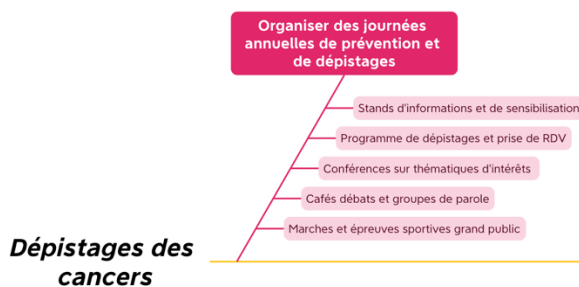 Organiser des journées
annuelles de prévention et
de dépistages
Stands d'informations et de sensibilisation
Programme de dépistages et prise de RDV
Conférences sur thématiques d'intérêts
Cafés débats et groupes de parole
Marches et épreuves sportives grand public
Dépistages des
cancers